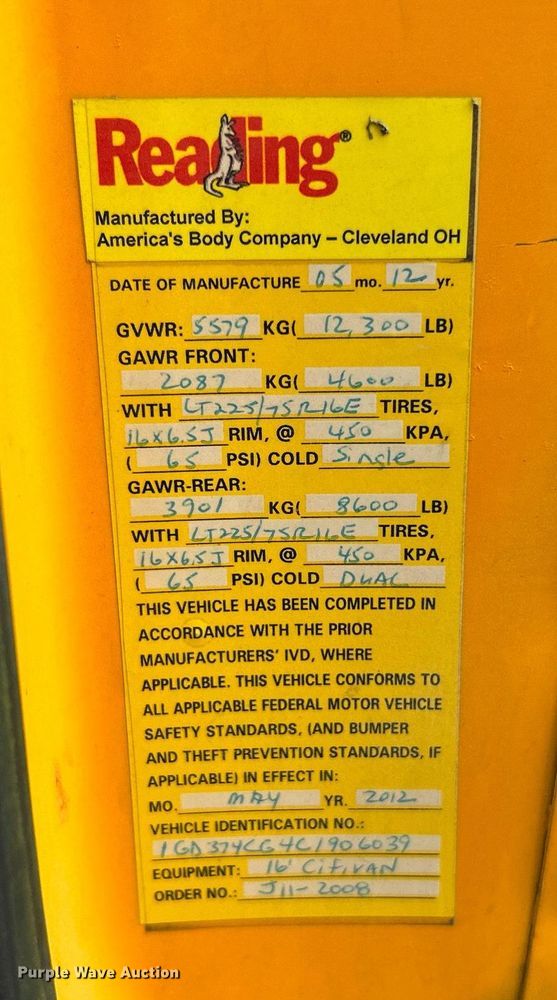 Reading®
Manufactured By:
America's Body Company – Cleveland OH
DATE OF MANUFACTURE 05 mo. 12 yr.
GVWR: 5579 KG( 12,300 LB)
GAWR FRONT:
2087 KG( 4600 LB)
WITH LT225/75R16E TIRES,
16X6.5J RIM, @ 450 KPA,
( 65 PSI) COLD Single
GAWR-REAR:
3901 KG( 8600 LB)
WITH LT225/75R16E TIRES,
16X6.5J RIM, @ 450 KPA,
( 65 PSI) COLD DUAL
THIS VEHICLE HAS BEEN COMPLETED IN
ACCORDANCE WITH THE PRIOR
MANUFACTURERS' IVD, WHERE
APPLICABLE. THIS VEHICLE CONFORMS TO
ALL APPLICABLE FEDERAL MOTOR VEHICLE
SAFETY STANDARDS, (AND BUMPER
AND THEFT PREVENTION STANDARDS, IF
APPLICABLE) IN EFFECT IN:
MO. MAY YR. 2012
VEHICLE IDENTIFICATION NO.:
1GD374CG4C1906039
EQUIPMENT: 16' CitiVAN
ORDER NO.: J11-2008
Purple Wave Auction